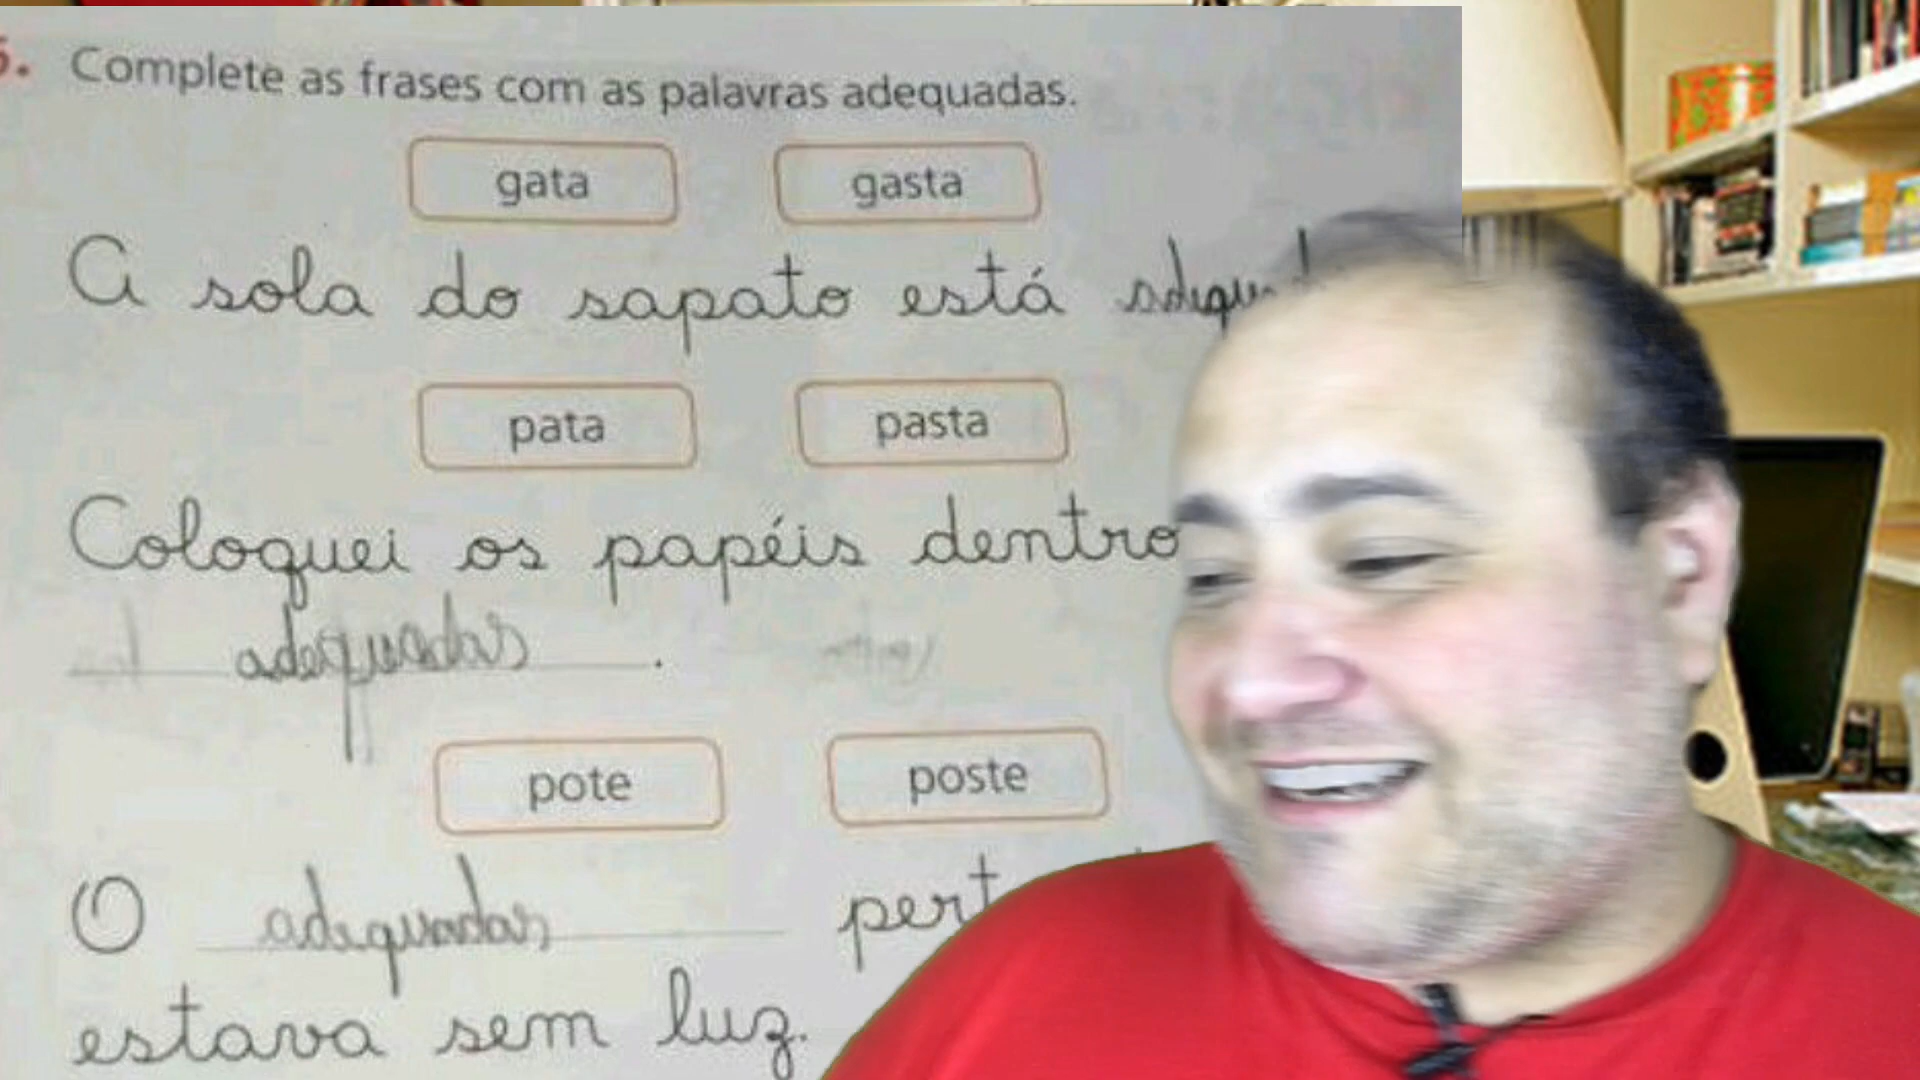 5. Complete as frases com as palavras adequadas.
gata gasta
A sola do sapato está
pata pasta
Coloquei os papéis dentro
adequadas .
pote poste
O adequadas
estava sem luz.